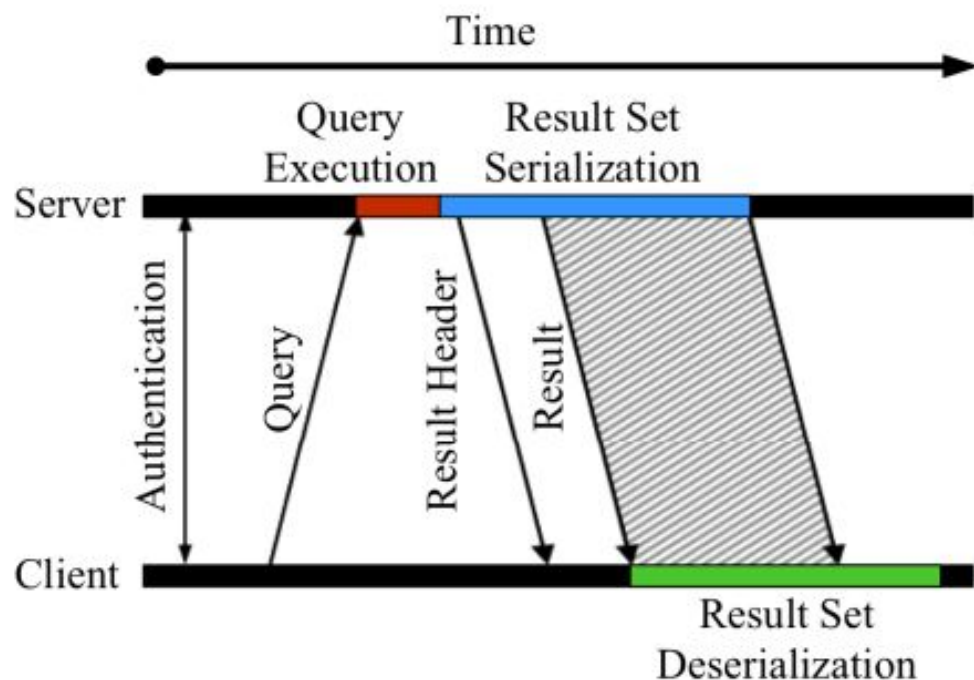 Time
Query
Execution
Result Set
Serialization
Server
Authentication
Query
Result Header
Result
Client
Result Set
Deserialization